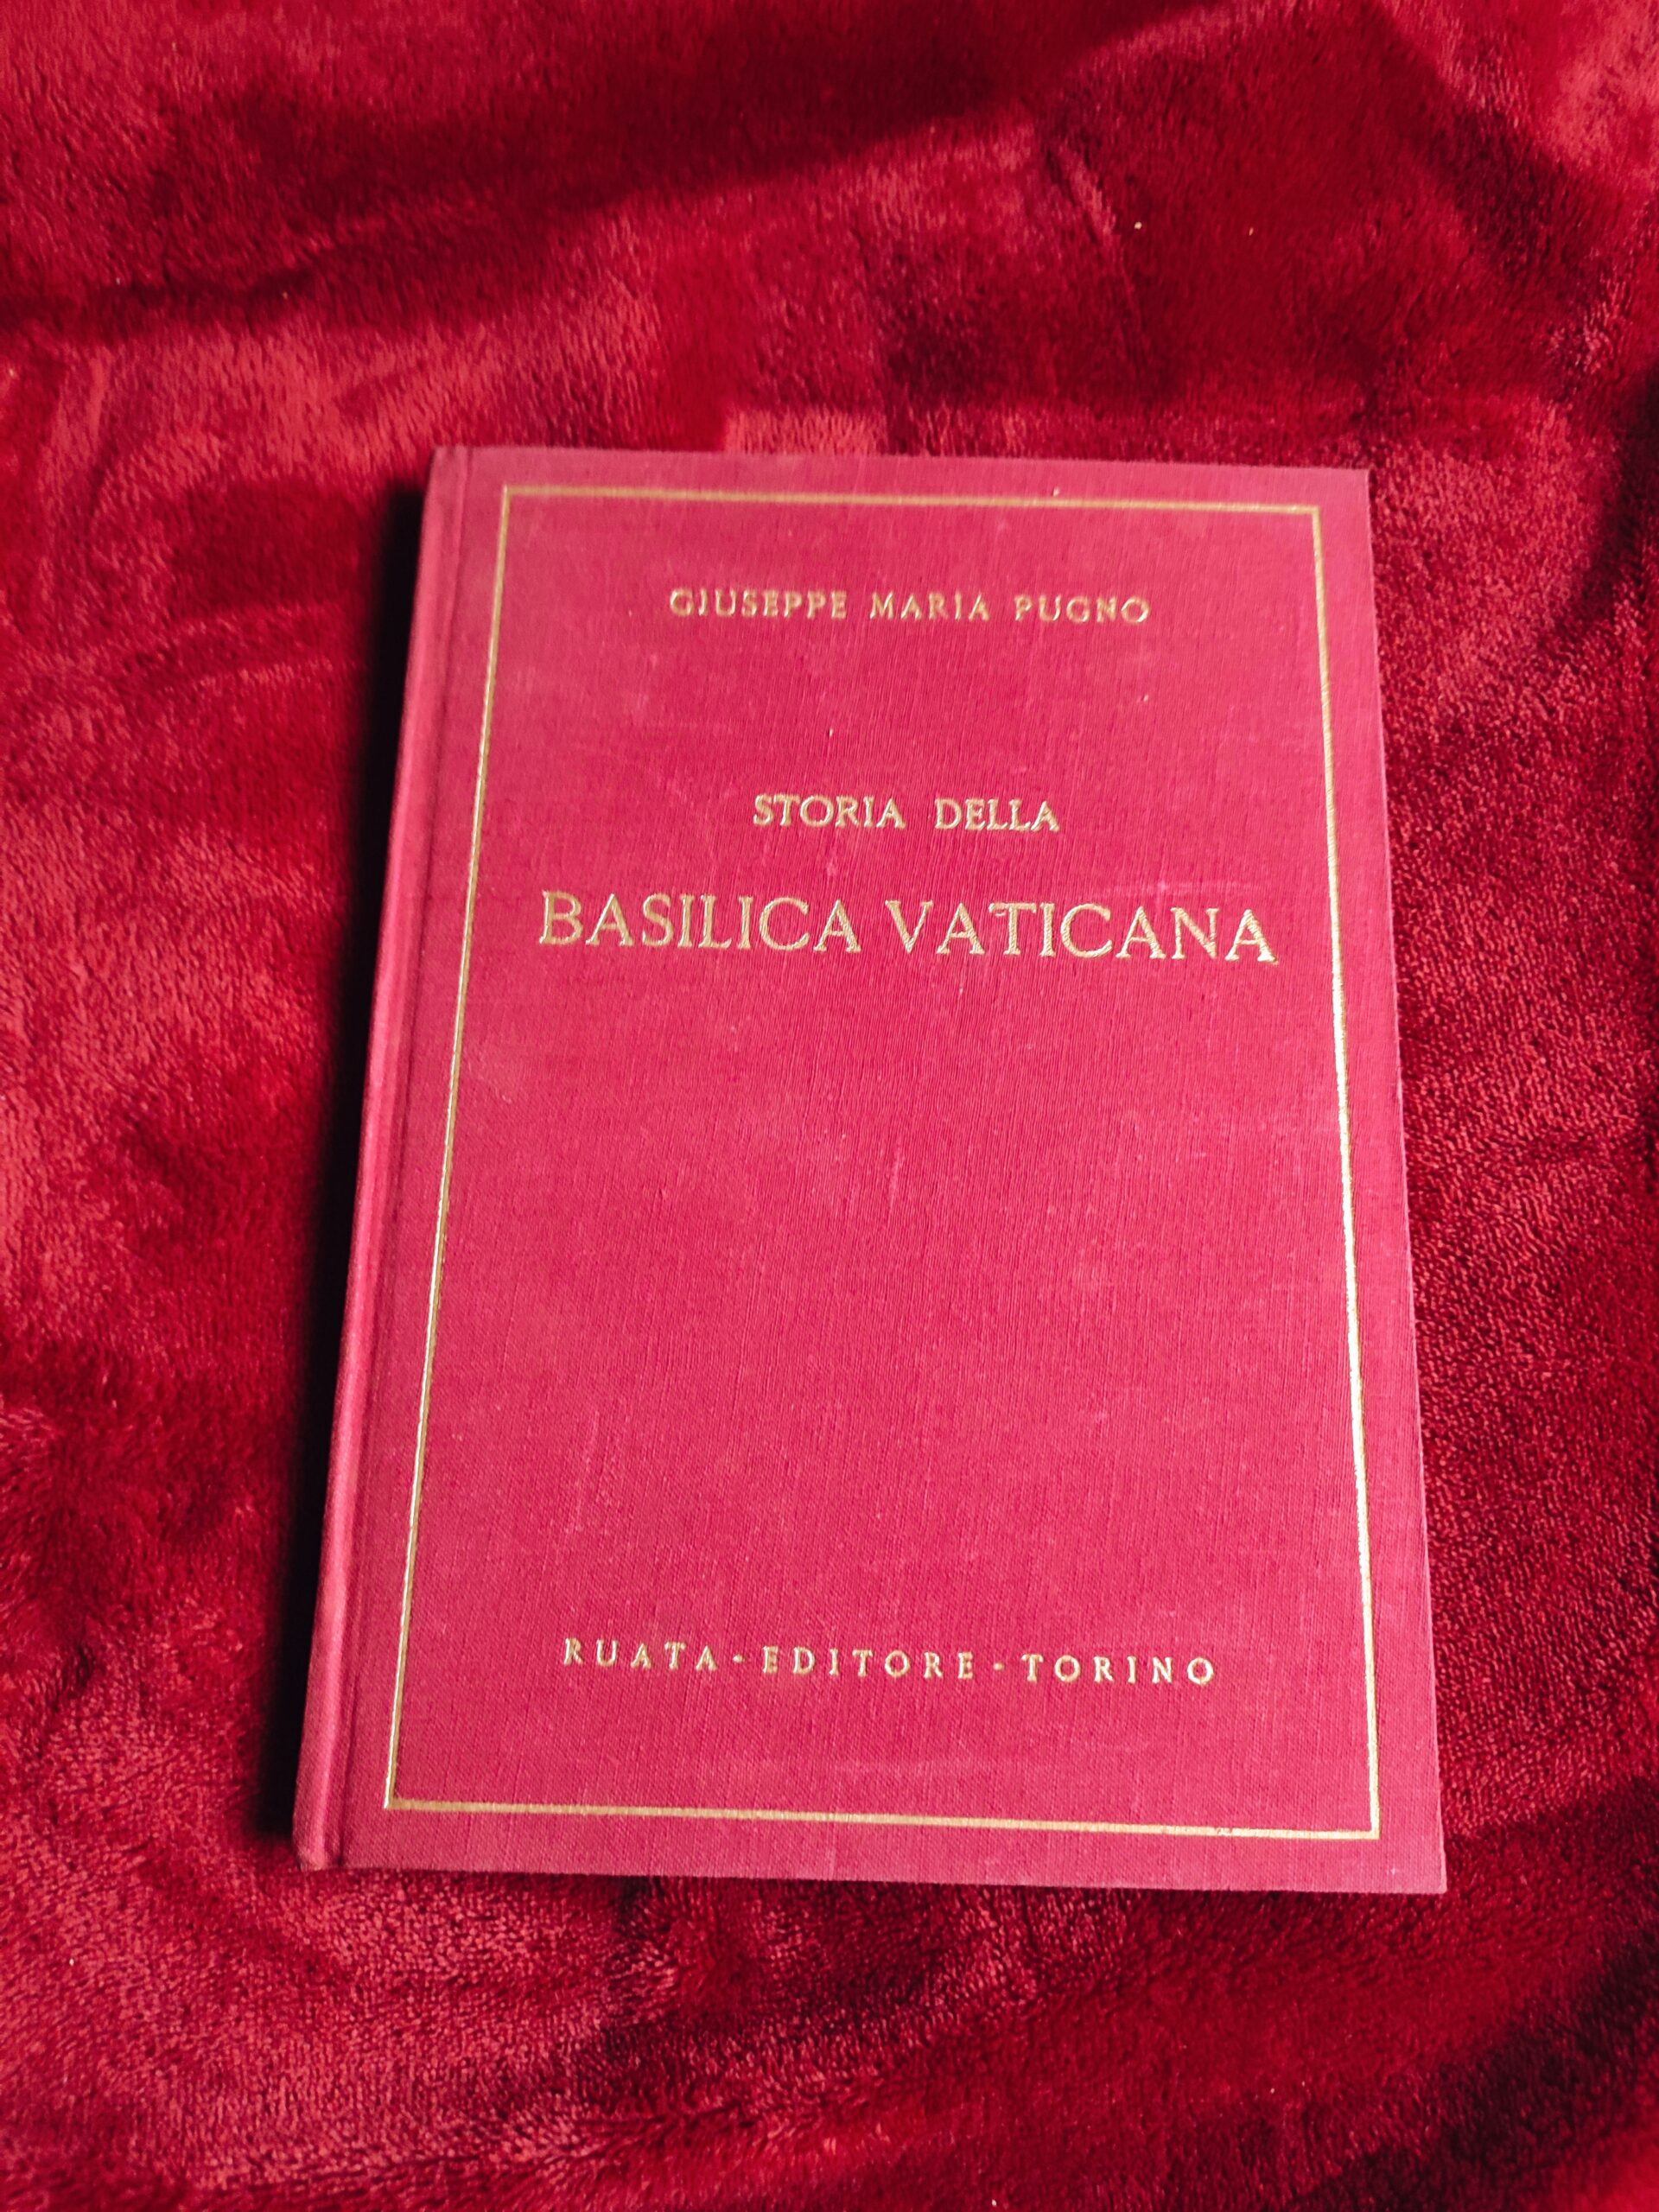 GIUSEPPE MARIA PUGNO
STORIA DELLA
BASILICA VATICANA
RUATA - EDITORE - TORINO